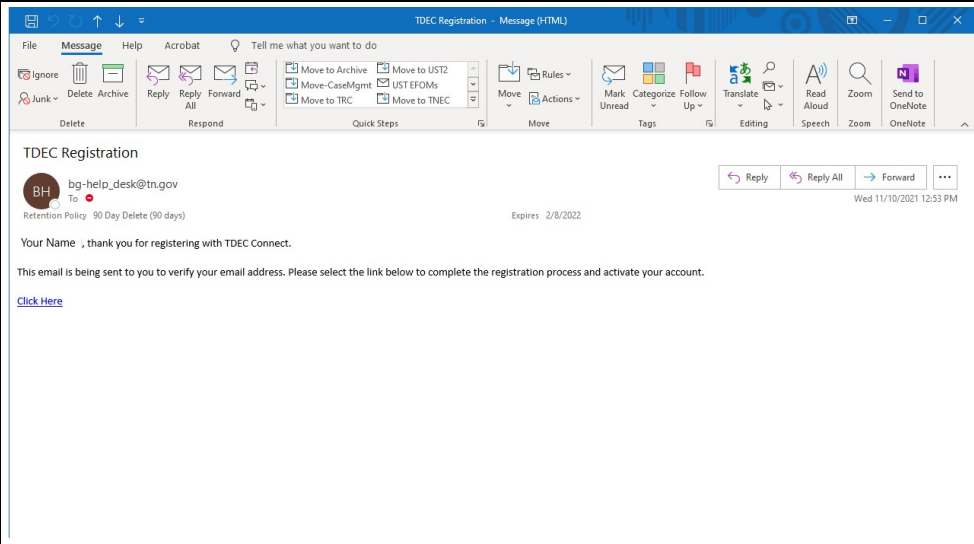 TDEC Registration - Message (HTML)
File Message Help Acrobat Tell me what you want to do
Ignore
Junk
Delete Archive
Reply Reply All Forward
Move to Archive Move to UST2
Move-CaseMgmt UST EFOMs
Move to TRC Move to TNEC
Move
Rules
Actions
Mark Unread Categorize Follow Up
Translate
Read Aloud
Zoom
Send to OneNote
Delete Respond Quick Steps Move Tags Editing Speech Zoom OneNote
TDEC Registration
BH
bg-help_desk@tn.gov
To
Reply Reply All Forward
Wed 11/10/2021 12:53 PM
Retention Policy 90 Day Delete (90 days) Expires 2/8/2022
Your Name , thank you for registering with TDEC Connect.
This email is being sent to you to verify your email address. Please select the link below to complete the registration process and activate your account.
Click Here